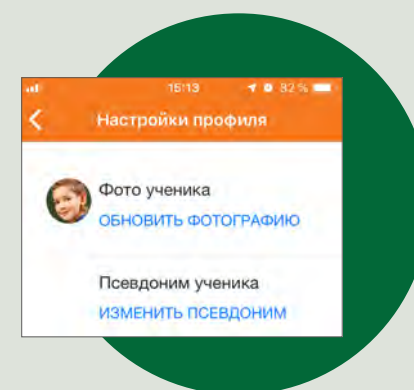 15:13 82 %
Настройки профиля
Фото ученика
ОБНОВИТЬ ФОТОГРАФИЮ
Псевдоним ученика
ИЗМЕНИТЬ ПСЕВДОНИМ